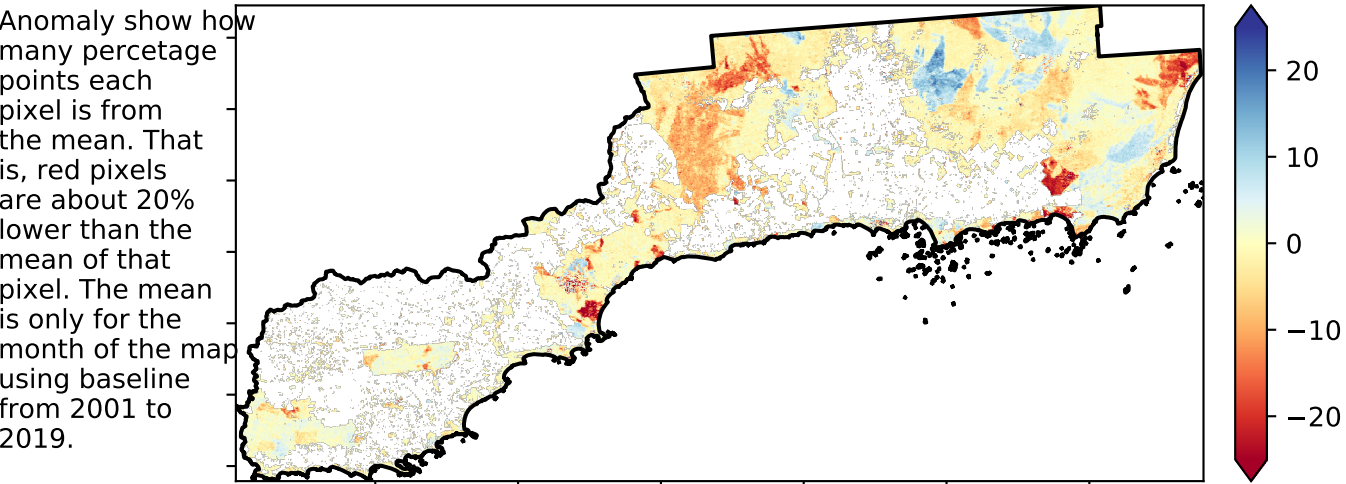 Anomaly show how
many percetage
points each
pixel is from
the mean. That
is, red pixels
are about 20%
lower than the
mean of that
pixel. The mean
is only for the
month of the map
using baseline
from 2001 to
2019.
20
10
0
−10
−20